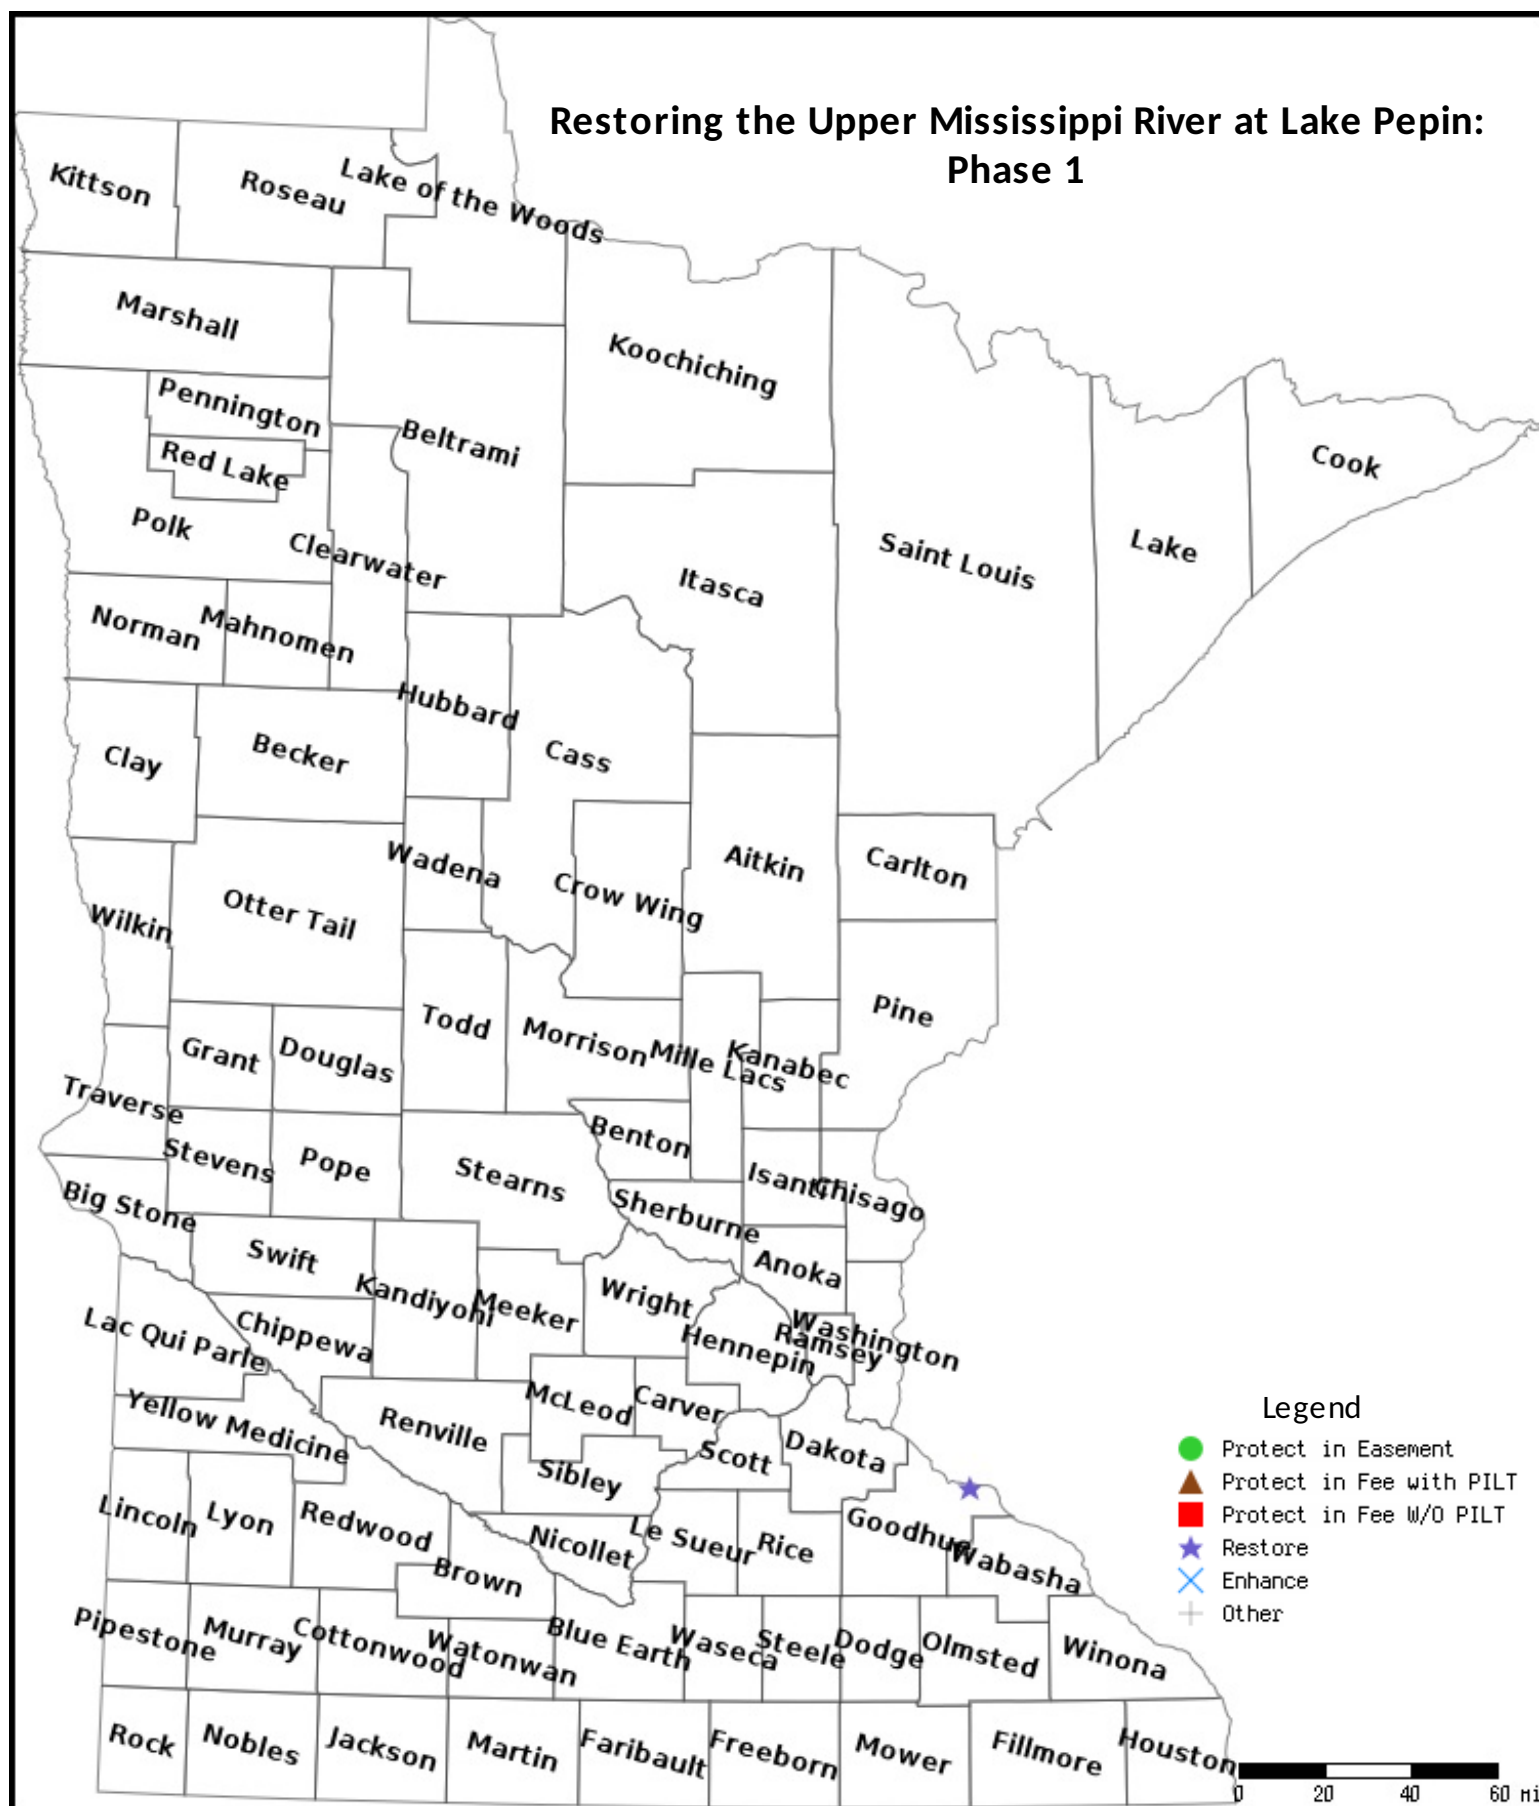 Restoring the Upper Mississippi River at Lake Pepin:
Phase 1
Kittson
Roseau
Lake of the Woods
Marshall
Koochiching
Pennington
Beltrami
Red Lake
Cook
Polk
Clearwater
Saint Louis
Lake
Itasca
Norman
Mahnomen
Hubbard
Clay
Becker
Cass
Wadena
Aitkin
Carlton
Crow Wing
Otter Tail
Wilkin
Pine
Todd
Morrison
Mille Lacs
Kanabec
Grant
Douglas
Traverse
Benton
Stevens
Pope
Stearns
Isanti
Chisago
Big Stone
Sherburne
Swift
Anoka
Kandiyohi
Meeker
Wright
Lac Qui Parle
Chippewa
Hennepin
Ramsey
Washington
McLeod
Carver
Yellow Medicine
Renville
Scott
Dakota
Sibley
Lincoln
Lyon
Redwood
Nicollet
Le Sueur
Rice
Goodhue
Wabasha
Brown
Pipestone
Murray
Cottonwood
Watonwan
Blue Earth
Waseca
Steele
Dodge
Olmsted
Winona
Rock
Nobles
Jackson
Martin
Faribault
Freeborn
Mower
Fillmore
Houston
Legend
Protect in Easement
Protect in Fee with PILT
Protect in Fee W/O PILT
Restore
Enhance
Other
0 20 40 60 Mi